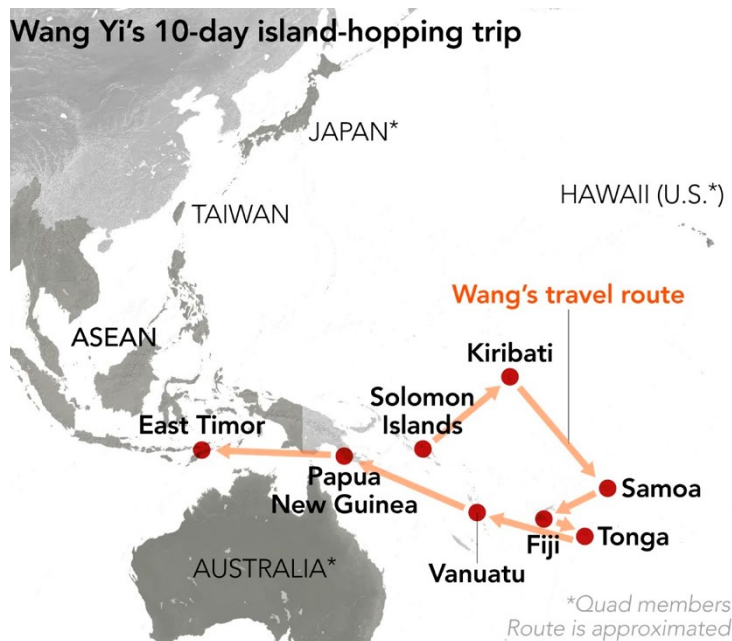 Wang Yi’s 10-day island-hopping trip
JAPAN*
TAIWAN
HAWAII (U.S.*)
Wang’s travel route
ASEAN
Kiribati
Solomon
Islands
East Timor
Papua
New Guinea
Samoa
Fiji
Tonga
Vanuatu
AUSTRALIA*
*Quad members
Route is approximated